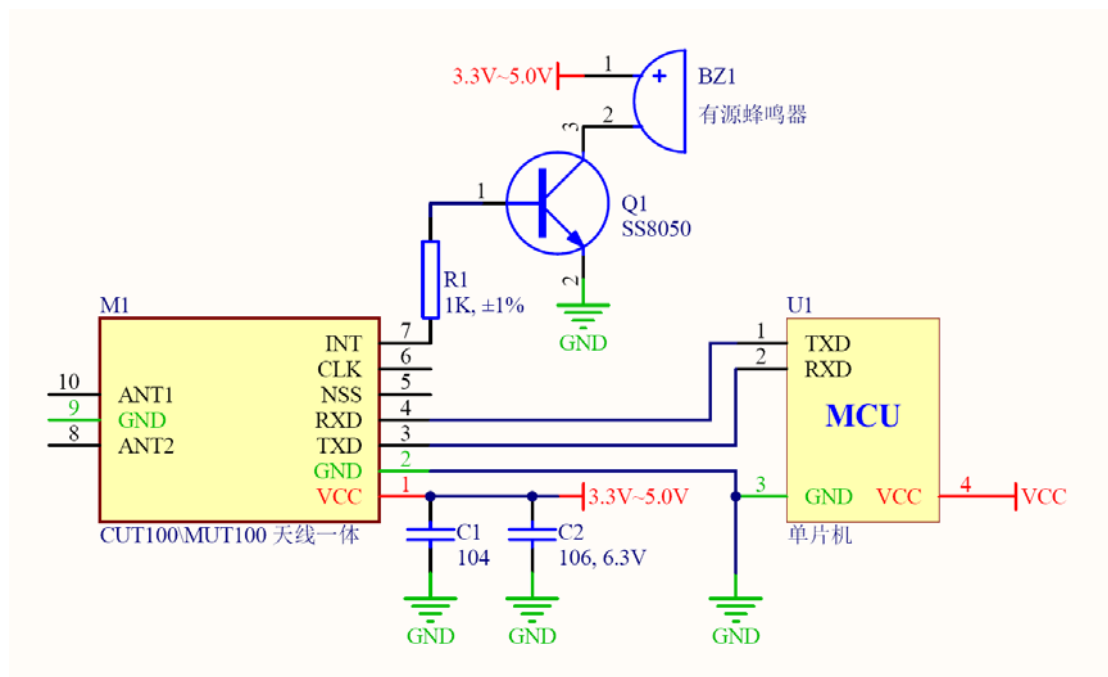 3.3V~5.0V
1
+
BZ1
有源蜂鸣器
2
3
1
Q1
SS8050
2
GND
R1
1K, ±1%
M1
INT 7
CLK 6
NSS 5
RXD 4
TXD 3
GND 2
VCC 1
10 ANT1
9 GND
8 ANT2
CUT100\MUT100 天线一体
3.3V~5.0V
C1
104
C2
106, 6.3V
GND
GND
GND
U1
1 TXD
2 RXD
MCU
3 GND
VCC 4
VCC
单片机